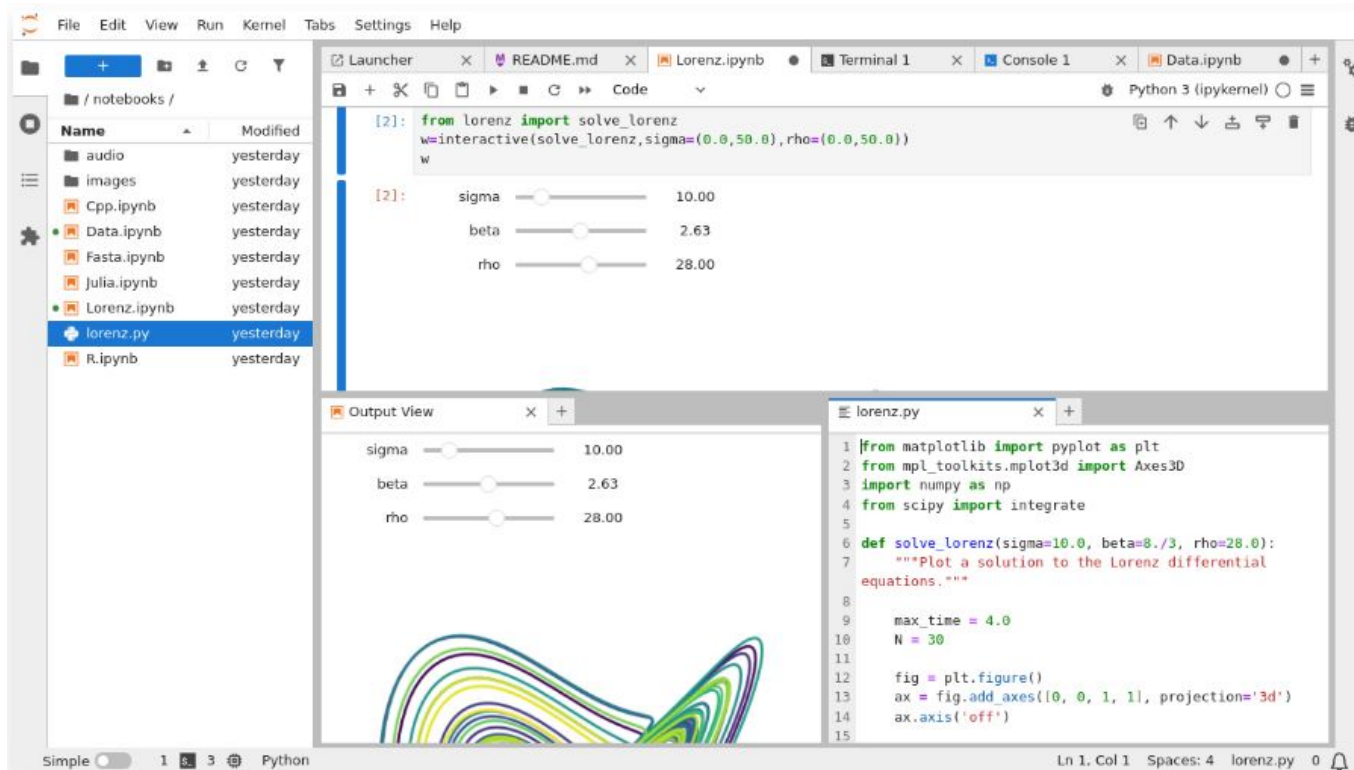 File Edit View Run Kernel Tabs Settings Help
+
/ notebooks /
Name Modified
audio yesterday
images yesterday
Cpp.ipynb yesterday
Data.ipynb yesterday
Fasta.ipynb yesterday
Julia.ipynb yesterday
Lorenz.ipynb yesterday
lorenz.py yesterday
R.ipynb yesterday
Launcher README.md Lorenz.ipynb Terminal 1 Console 1 Data.ipynb +
Code Python 3 (ipykernel)
[2]: from lorenz import solve_lorenz
w=interactive(solve_lorenz,sigma=(0.0,50.0),rho=(0.0,50.0))
w
[2]: sigma 10.00
beta 2.63
rho 28.00
Output View +
sigma 10.00
beta 2.63
rho 28.00
lorenz.py +
1 from matplotlib import pyplot as plt
2 from mpl_toolkits.mplot3d import Axes3D
3 import numpy as np
4 from scipy import integrate
5
6 def solve_lorenz(sigma=10.0, beta=8./3, rho=28.0):
7 """Plot a solution to the Lorenz differential
equations."""
8
9 max_time = 4.0
10 N = 30
11
12 fig = plt.figure()
13 ax = fig.add_axes([0, 0, 1, 1], projection='3d')
14 ax.axis('off')
15
Simple 1 3 Python Ln 1, Col 1 Spaces: 4 lorenz.py 0